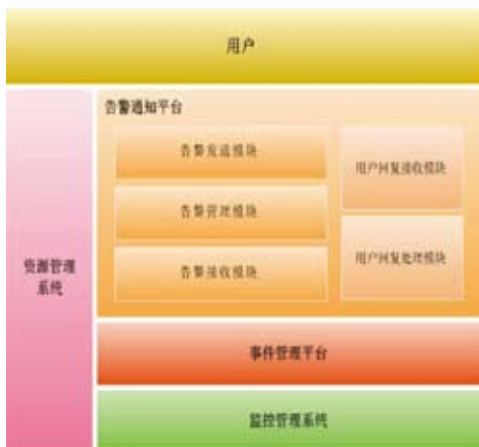 用户
资源管理
系统
告警通知平台
告警发送模块
告警管理模块
告警接收模块
用户回复接收模块
用户回复处理模块
事件管理平台
监控管理系统